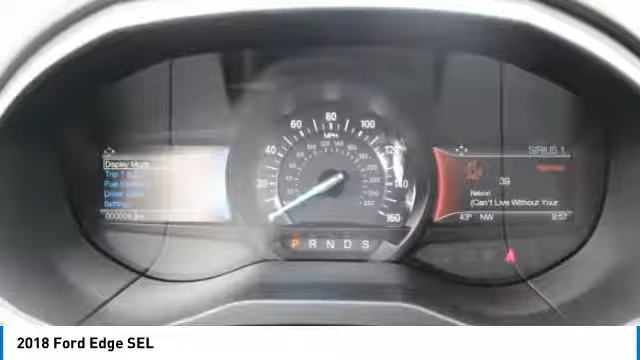 Display Mode
Trip 1 & 2
Fuel Economy
Driver Assist
Settings
MPH
20
40
60
80
100
120
140
160
P R N D S
SIRIUS 1
39
Nelson
(Can't Live Without Your
43° NW 9:57
2018 Ford Edge SEL